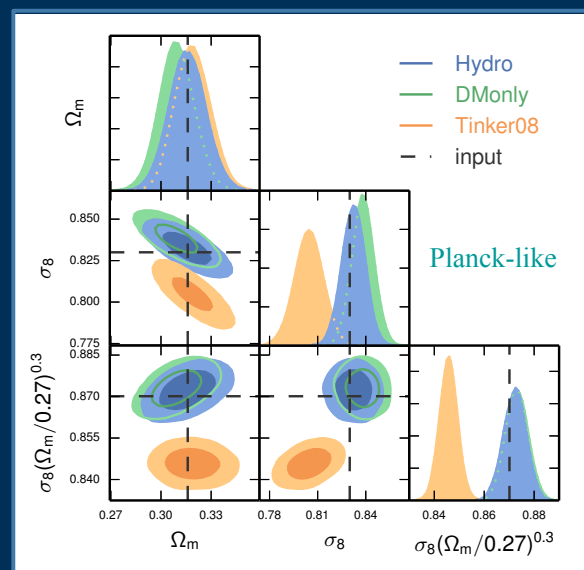 Ωm
Hydro
DMonly
Tinker08
input
Planck-like
σ8
0.850
0.825
0.800
0.775
σ8(Ωm/0.27)^0.3
0.885
0.870
0.855
0.840
0.27 0.30 0.33
0.78 0.81 0.84
0.84 0.86 0.88
Ωm
σ8
σ8(Ωm/0.27)^0.3